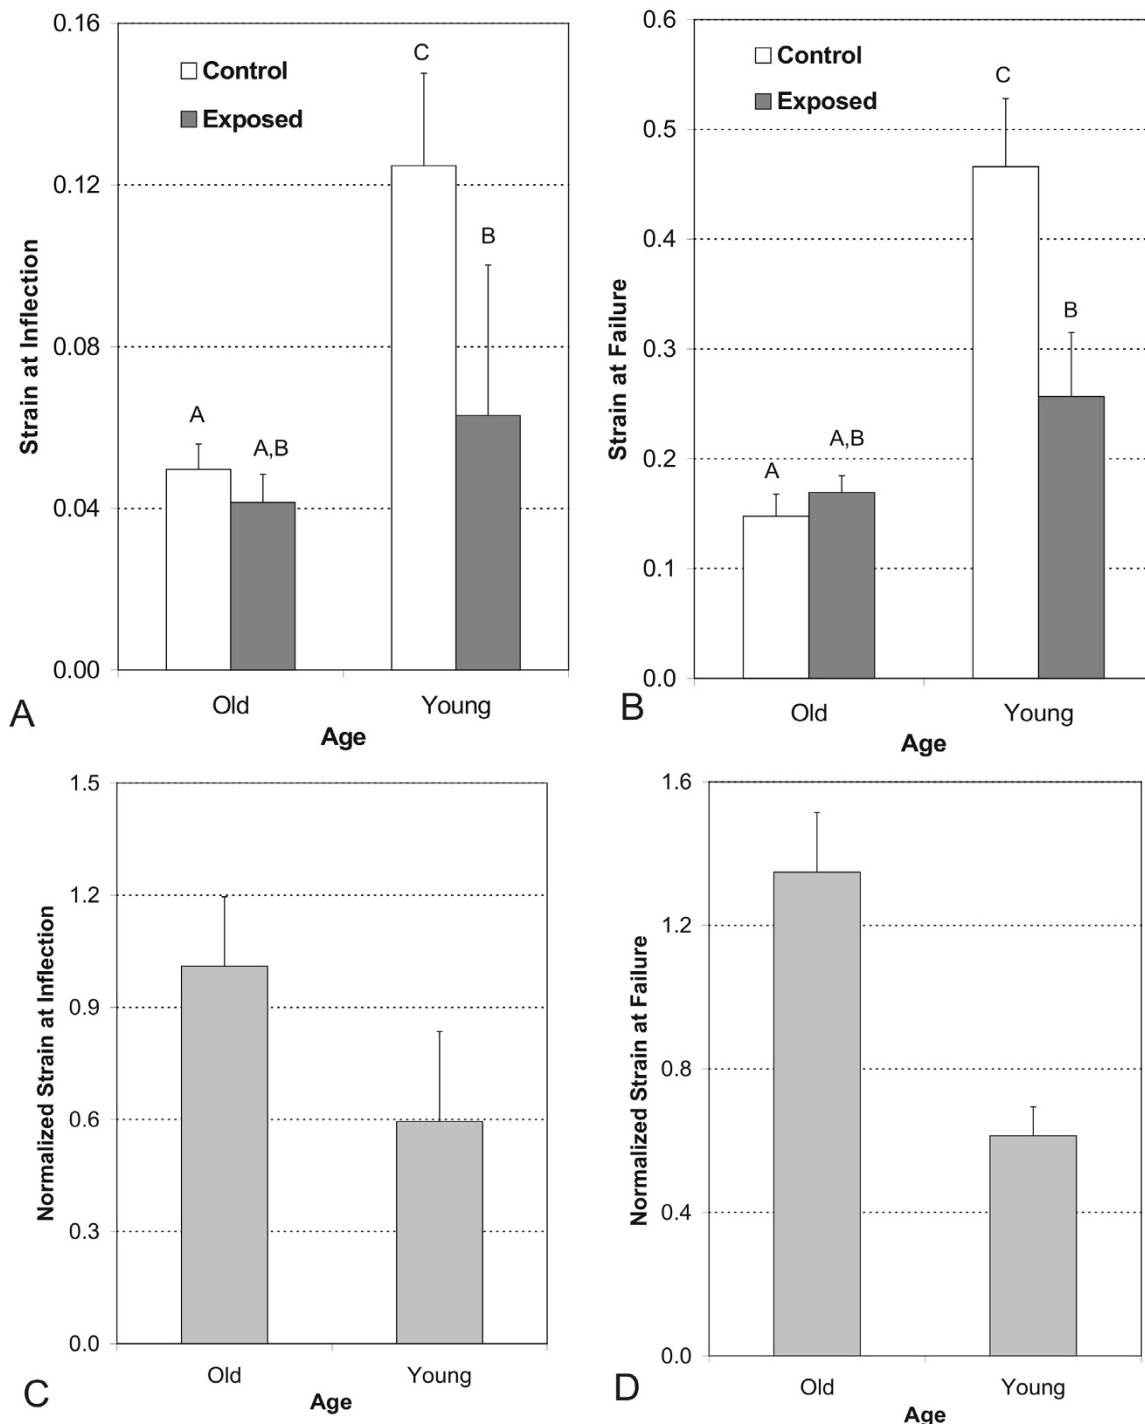 0.16
C
Control
Exposed
0.12
B
0.08
A
A,B
0.04
0.00
Strain at Inflection
Old
Young
Age
A
0.6
C
Control
Exposed
0.5
0.4
B
0.3
A,B
A
0.2
0.1
0.0
Strain at Failure
Old
Young
Age
B
1.5
1.2
0.9
0.6
0.3
0.0
Normalized Strain at Inflection
Old
Young
Age
C
1.6
1.2
0.8
0.4
0.0
Normalized Strain at Failure
Old
Young
Age
D